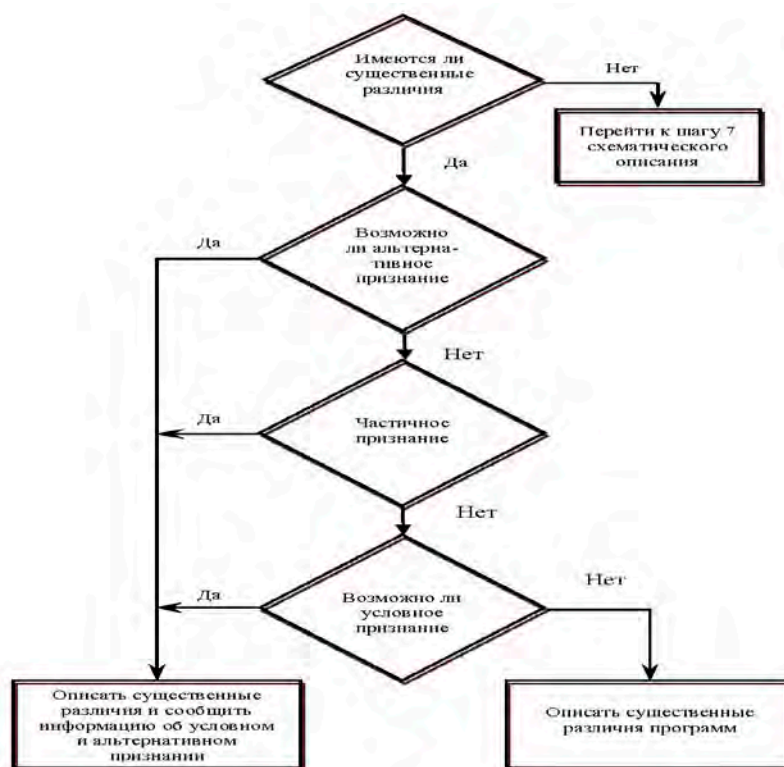 Имеются ли
существенные
различия
Нет
Перейти к шагу 7
схематического
описания
Да
Возможно
ли альтерна-
тивное
признание
Да
Нет
Частичное
признание
Да
Нет
Возможно ли
условное
признание
Да
Нет
Описать существенные
различия и сообщить
информацию об условном
и альтернативном
признании
Описать существенные
различия программ